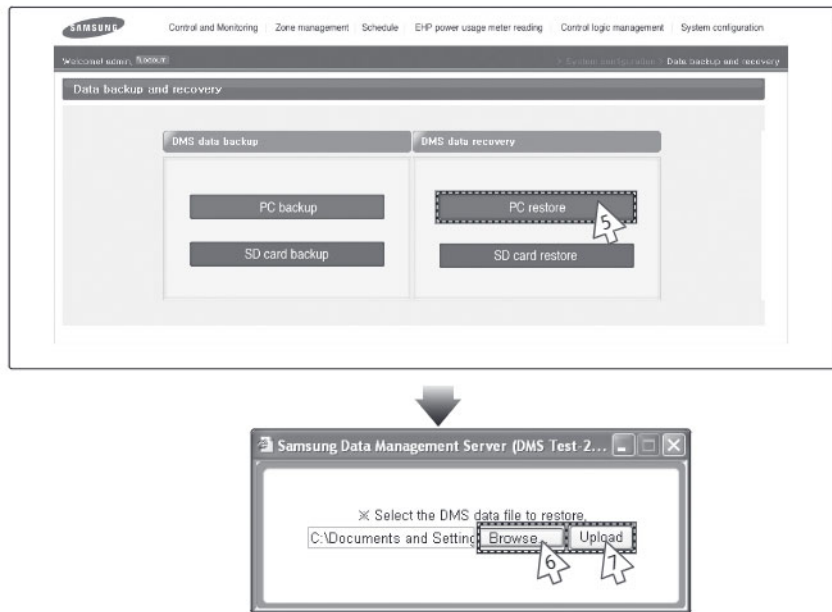 SAMSUNG
Control and Monitoring Zone management Schedule EHP power usage meter reading Control logic management System configuration
Welcome! admin, LOGOUT > System configuration > Data backup and recovery
Data backup and recovery
DMS data backup DMS data recovery
PC backup PC restore
5
SD card backup SD card restore
Samsung Data Management Server (DMS Test-2...
※ Select the DMS data file to restore.
C:\Documents and Setting Browse... Upload
6 7